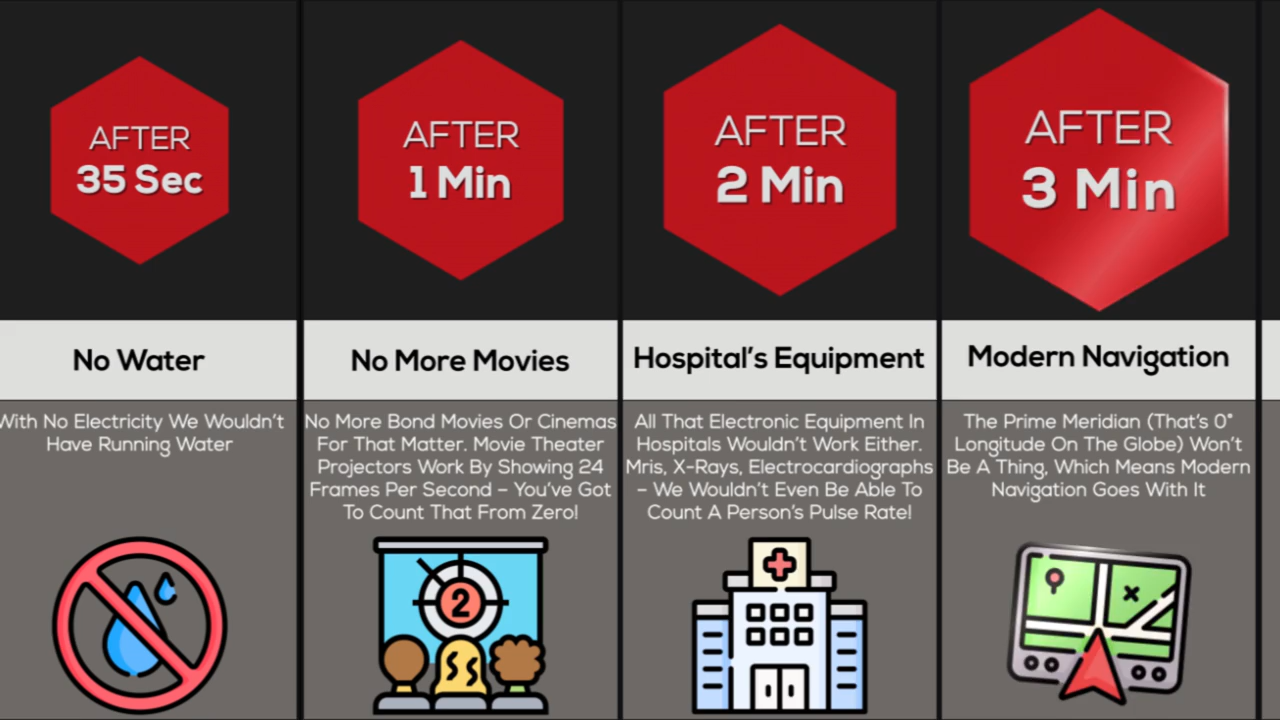 AFTER
35 Sec
No Water
With No Electricity We Wouldn't
Have Running Water
AFTER
1 Min
No More Movies
No More Bond Movies Or Cinemas
For That Matter. Movie Theater
Projectors Work By Showing 24
Frames Per Second – You've Got
To Count That From Zero!
2
AFTER
2 Min
Hospital's Equipment
All That Electronic Equipment In
Hospitals Wouldn't Work Either.
Mris, X-Rays, Electrocardiographs
– We Wouldn't Even Be Able To
Count A Person's Pulse Rate!
AFTER
3 Min
Modern Navigation
The Prime Meridian (That's 0°
Longitude On The Globe) Won't
Be A Thing, Which Means Modern
Navigation Goes With It